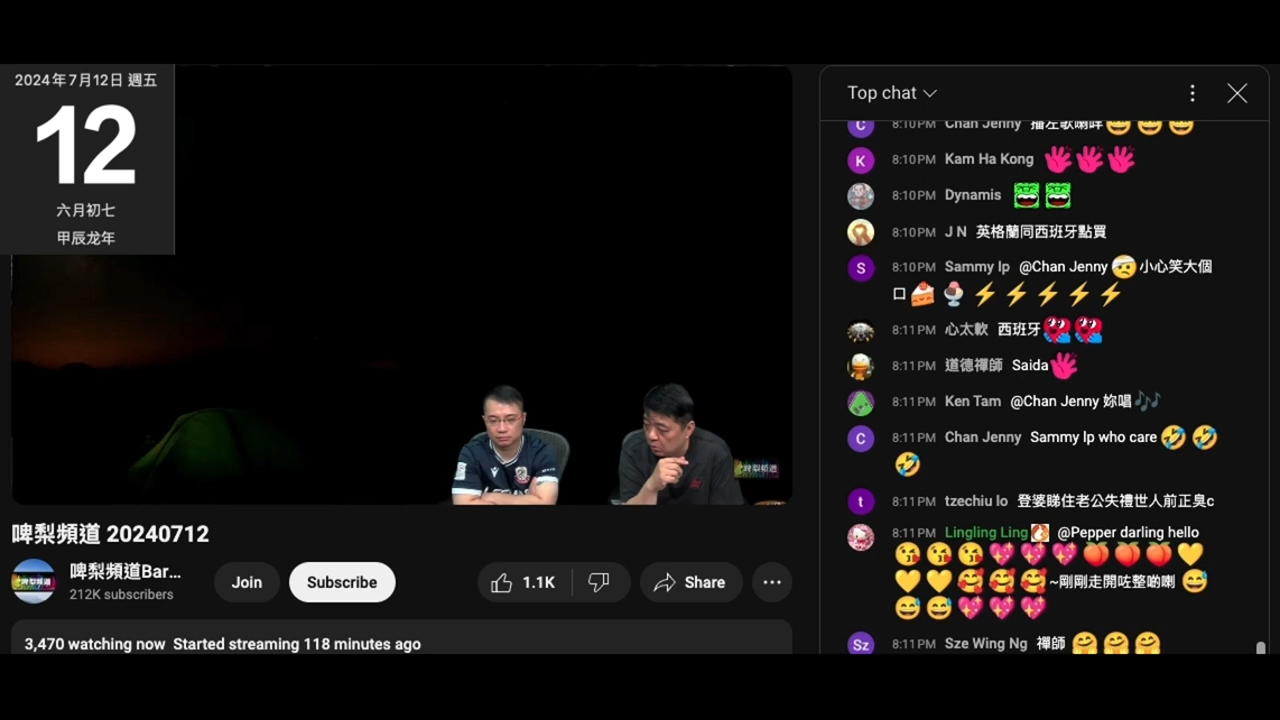 2024年7月12日 週五
12
六月初七
甲辰龙年
啤梨頻道
啤梨頻道 20240712
啤梨頻道Bar...
212K subscribers
Join
Subscribe
1.1K
Share
3,470 watching now Started streaming 118 minutes ago
Top chat
8:10PM Chan Jenny 播左歌喇咩
8:10PM Kam Ha Kong
8:10PM Dynamis
8:10PM J N 英格蘭同西班牙點買
8:10PM Sammy Ip @Chan Jenny 🤕小心笑大個
口🍰🍨⚡⚡⚡⚡⚡
8:11PM 心太軟 西班牙
8:11PM 道德禪師 Saida
8:11PM Ken Tam @Chan Jenny 妳唱🎶
8:11PM Chan Jenny Sammy Ip who care 🤣🤣
🤣
8:11PM tzechiu lo 登婆睇住老公失禮世人前正臭c
8:11PM Lingling Ling @Pepper darling hello
😘😘😘💖💖💖🍑🍑🍑💛
💛💛🥰🥰🥰~剛剛走開咗整啲喇 😅
😅😅💖💖💖
8:11PM Sze Wing Ng 禪師 🤗🤗🤗